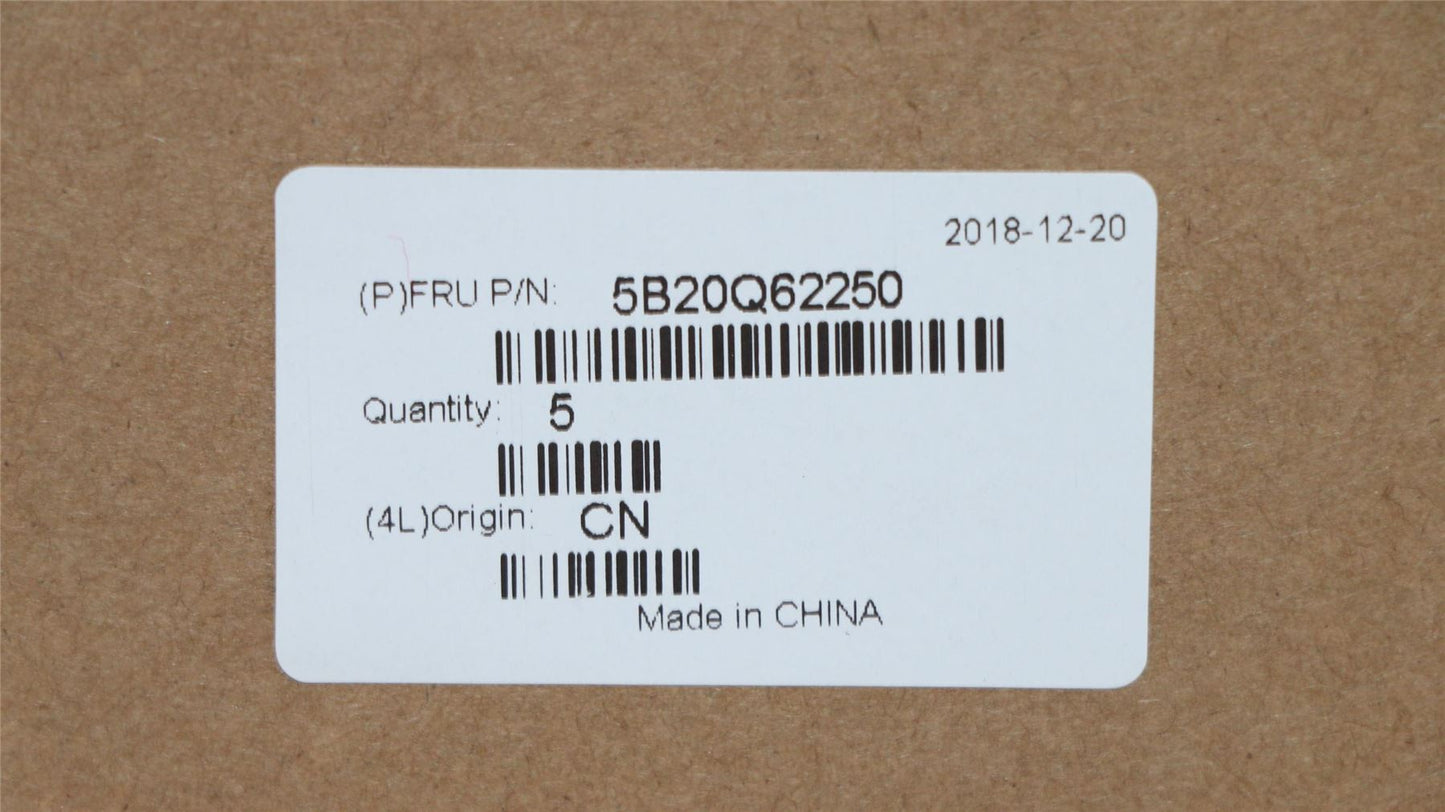 2018-12-20
(P)FRU P/N: 5B20Q62250
Quantity: 5
(4L)Origin: CN
Made in CHINA